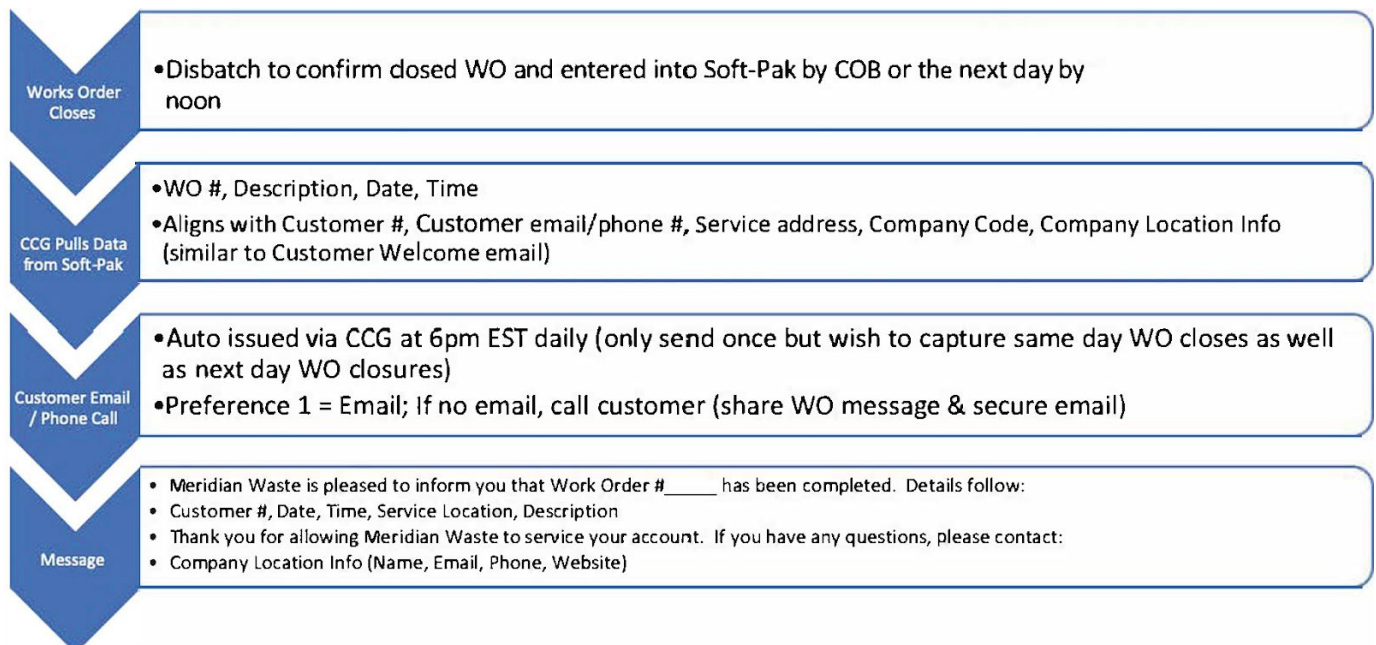 Works Order
Closes
•Disbatch to confirm closed WO and entered into Soft-Pak by COB or the next day by
noon
CCG Pulls Data
from Soft-Pak
•WO #, Description, Date, Time
•Aligns with Customer #, Customer email/phone #, Service address, Company Code, Company Location Info
(similar to Customer Welcome email)
Customer Email
/ Phone Call
•Auto issued via CCG at 6pm EST daily (only send once but wish to capture same day WO closes as well
as next day WO closures)
•Preference 1 = Email; If no email, call customer (share WO message & secure email)
Message
• Meridian Waste is pleased to inform you that Work Order #_____ has been completed.  Details follow:
• Customer #, Date, Time, Service Location, Description
• Thank you for allowing Meridian Waste to service your account.  If you have any questions, please contact:
• Company Location Info (Name, Email, Phone, Website)